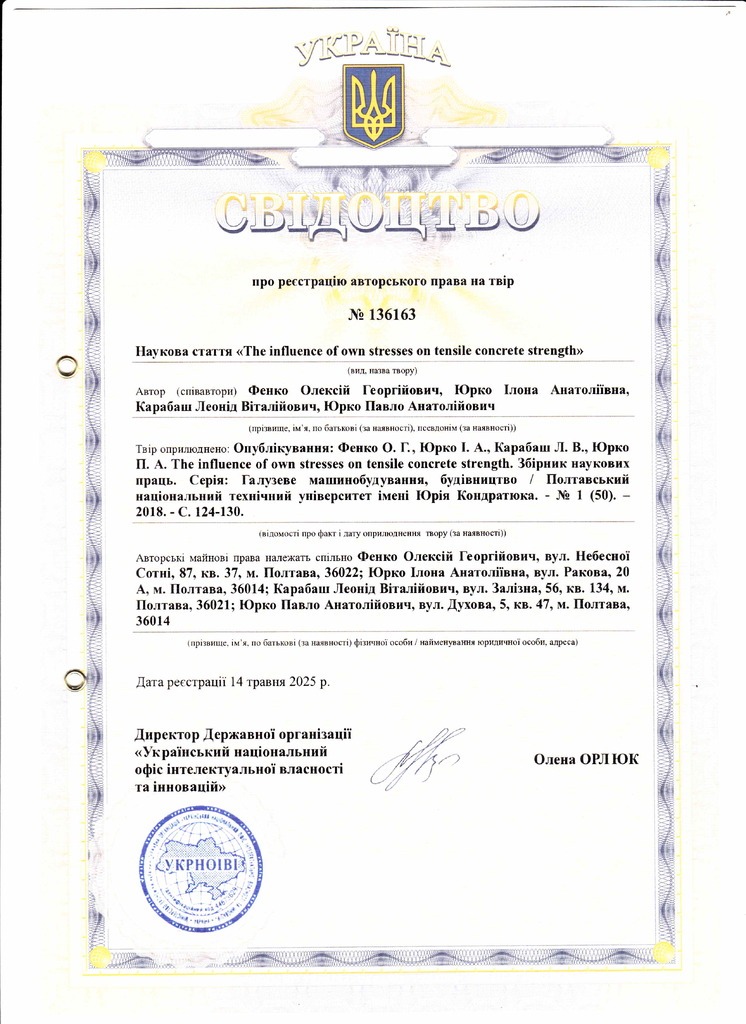 УКРАЇНА
СВІДОЦТВО
про реєстрацію авторського права на твір
№ 136163
Наукова стаття «The influence of own stresses on tensile concrete strength»
(вид, назва твору)
Автор (співавтори) Фенко Олексій Георгійович, Юрко Ілона Анатоліївна,
Карабаш Леонід Віталійович, Юрко Павло Анатолійович
(прізвище, ім’я, по батькові (за наявності), псевдонім (за наявності))
Твір оприлюднено: Опублікування: Фенко О. Г., Юрко І. А., Карабаш Л. В., Юрко
П. А. The influence of own stresses on tensile concrete strength. Збірник наукових
праць. Серія: Галузеве машинобудування, будівництво / Полтавський
національний технічний університет імені Юрія Кондратюка. - № 1 (50). –
2018. - С. 124-130.
(відомості про факт і дату оприлюднення твору (за наявності))
Авторські майнові права належать спільно Фенко Олексій Георгійович, вул. Небесної
Сотні, 87, кв. 37, м. Полтава, 36022; Юрко Ілона Анатоліївна, вул. Ракова, 20
А, м. Полтава, 36014; Карабаш Леонід Віталійович, вул. Залізна, 56, кв. 134, м.
Полтава, 36021; Юрко Павло Анатолійович, вул. Духова, 5, кв. 47, м. Полтава,
36014
(прізвище, ім’я, по батькові (за наявності) фізичної особи / найменування юридичної особи, адреса)
Дата реєстрації 14 травня 2025 р.
Директор Державної організації
«Український національний
офіс інтелектуальної власності
та інновацій»
Олена ОРЛЮК
УКРНОІВІ